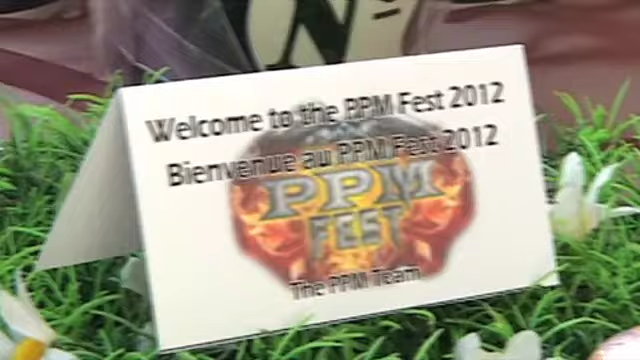 N°
Welcome to the PPM Fest 2012
Bienvenue au PPM Fest 2012
PPM
FEST
The PPM Team